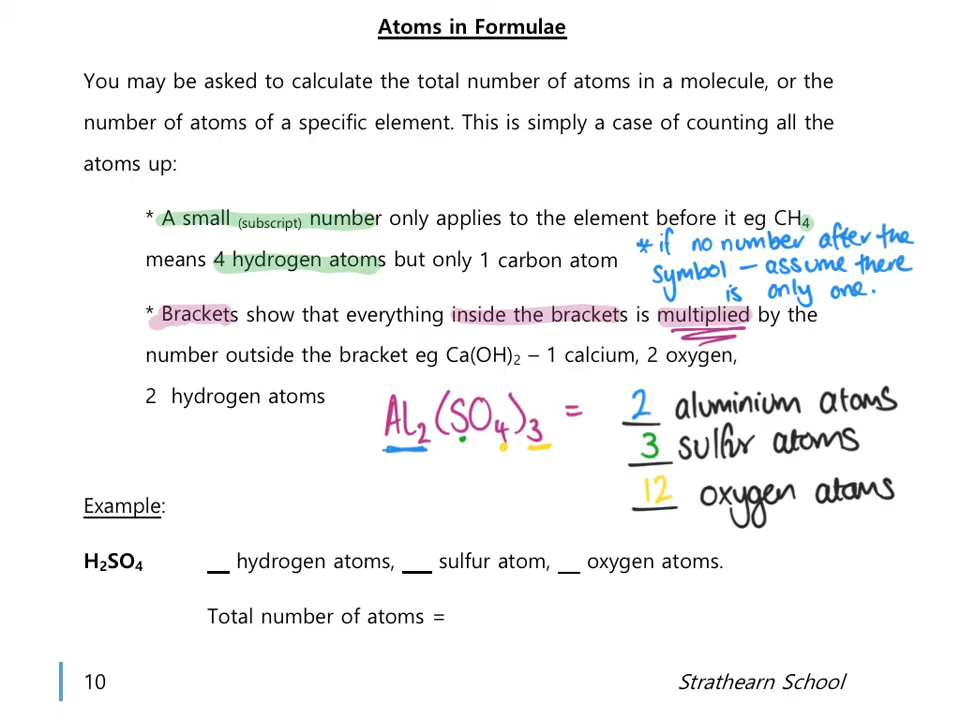 Atoms in Formulae
You may be asked to calculate the total number of atoms in a molecule, or the
number of atoms of a specific element. This is simply a case of counting all the
atoms up:
* A small (subscript) number only applies to the element before it eg CH₄
means 4 hydrogen atoms but only 1 carbon atom
* if no number after the
symbol – assume there
is only one.
* Brackets show that everything inside the brackets is multiplied by the
number outside the bracket eg Ca(OH)₂ – 1 calcium, 2 oxygen,
2 hydrogen atoms
Al₂(SO₄)₃ = 2 aluminium atoms
3 sulfur atoms
12 oxygen atoms
Example:
H₂SO₄ __ hydrogen atoms, ___ sulfur atom, __ oxygen atoms.
Total number of atoms =
10 Strathearn School